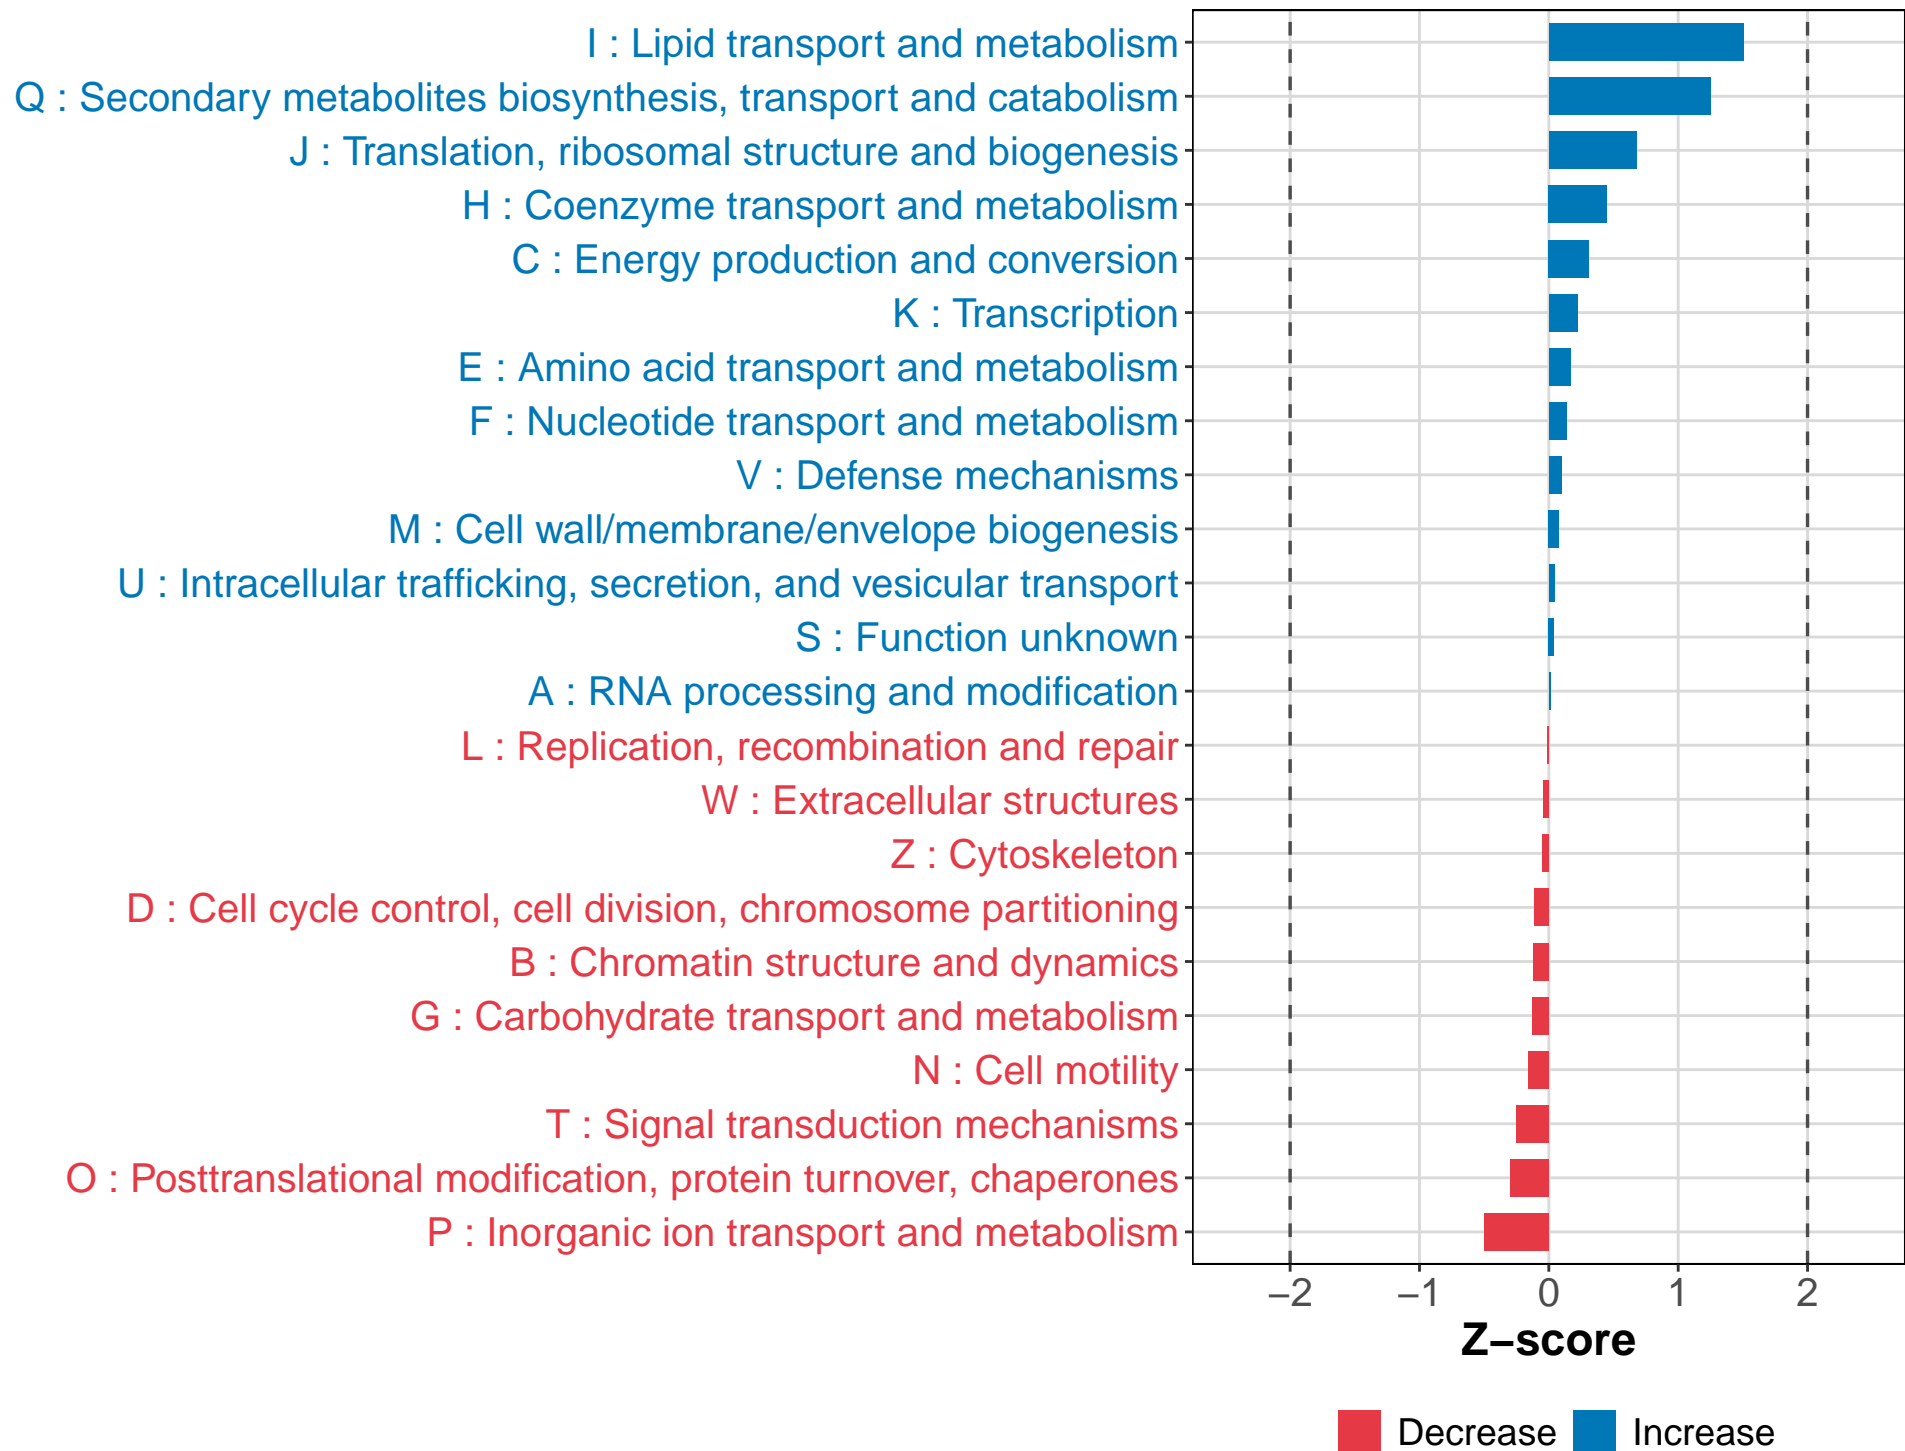 I : Lipid transport and metabolism
Q : Secondary metabolites biosynthesis, transport and catabolism
J : Translation, ribosomal structure and biogenesis
H : Coenzyme transport and metabolism
C : Energy production and conversion
K : Transcription
E : Amino acid transport and metabolism
F : Nucleotide transport and metabolism
V : Defense mechanisms
M : Cell wall/membrane/envelope biogenesis
U : Intracellular trafficking, secretion, and vesicular transport
S : Function unknown
A : RNA processing and modification
L : Replication, recombination and repair
W : Extracellular structures
Z : Cytoskeleton
D : Cell cycle control, cell division, chromosome partitioning
B : Chromatin structure and dynamics
G : Carbohydrate transport and metabolism
N : Cell motility
T : Signal transduction mechanisms
O : Posttranslational modification, protein turnover, chaperones
P : Inorganic ion transport and metabolism
−2 −1 0 1 2
Z−score
Decrease Increase